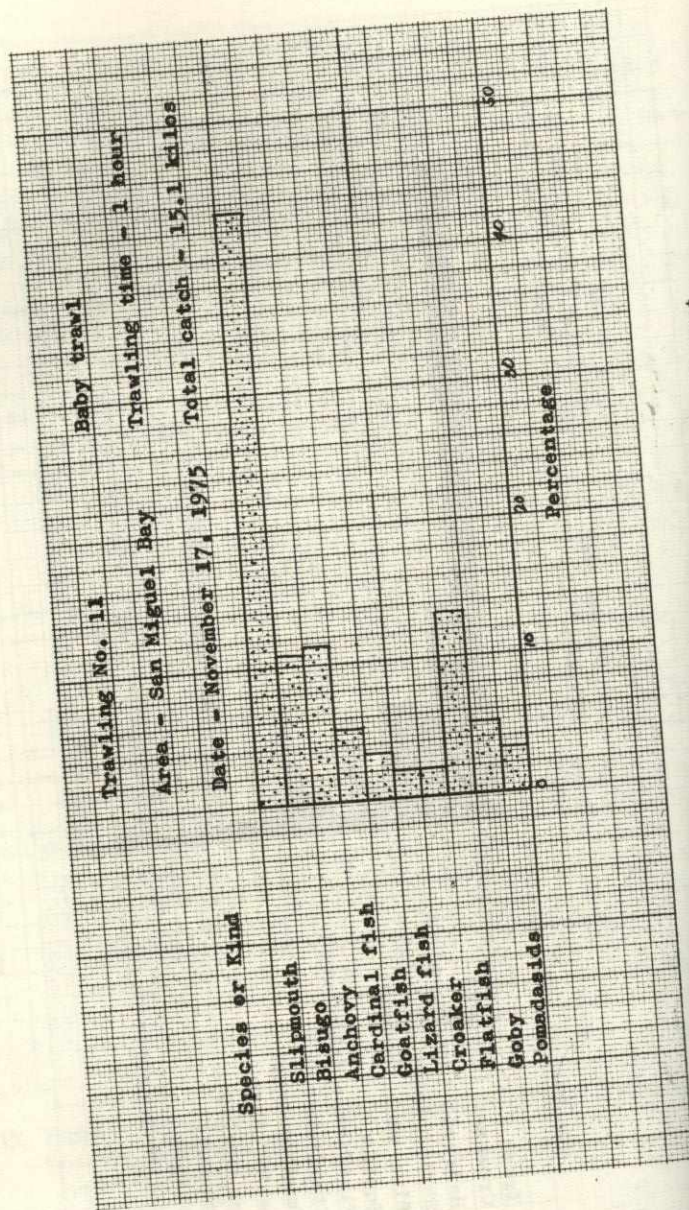 Trawling No. 11 Baby trawl
Area - San Miguel Bay Trawling time - 1 hour
Date - November 17, 1975 Total catch - 15.1 kilos
Species or Kind
Slipmouth
Bisugo
Anchovy
Cardinal fish
Goatfish
Lizard fish
Croaker
Flatfish
Goby
Pomadasids
0 10 20 30 40 50
Percentage